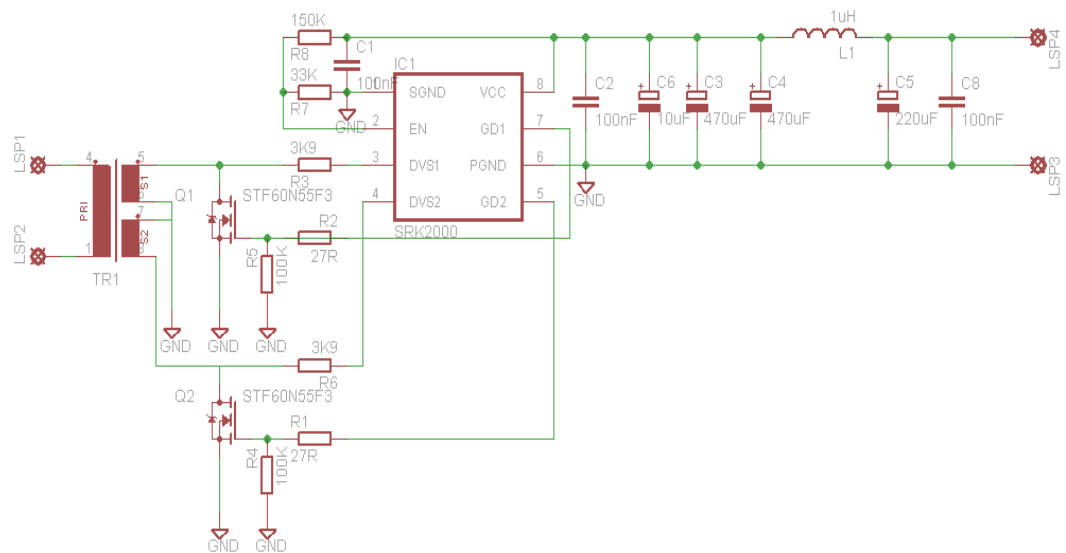 150K
R8
C1
100nF
33K
R7
GND
IC1
1
SGND
VCC
8
2
EN
GD1
7
3
DVS1
PGND
6
4
DVS2
GD2
5
SRK2000
C2
100nF
C6
+
10uF
C3
+
470uF
C4
+
470uF
1uH
L1
C5
+
220uF
C8
100nF
LSP4
LSP3
GND
LSP1
LSP2
4
1
PRI
5
S1
7
S2
TR1
3K9
R3
Q1
STF60N55F3
R2
27R
R5
100K
GND
GND
GND
3K9
R6
Q2
STF60N55F3
R1
27R
R4
100K
GND
GND